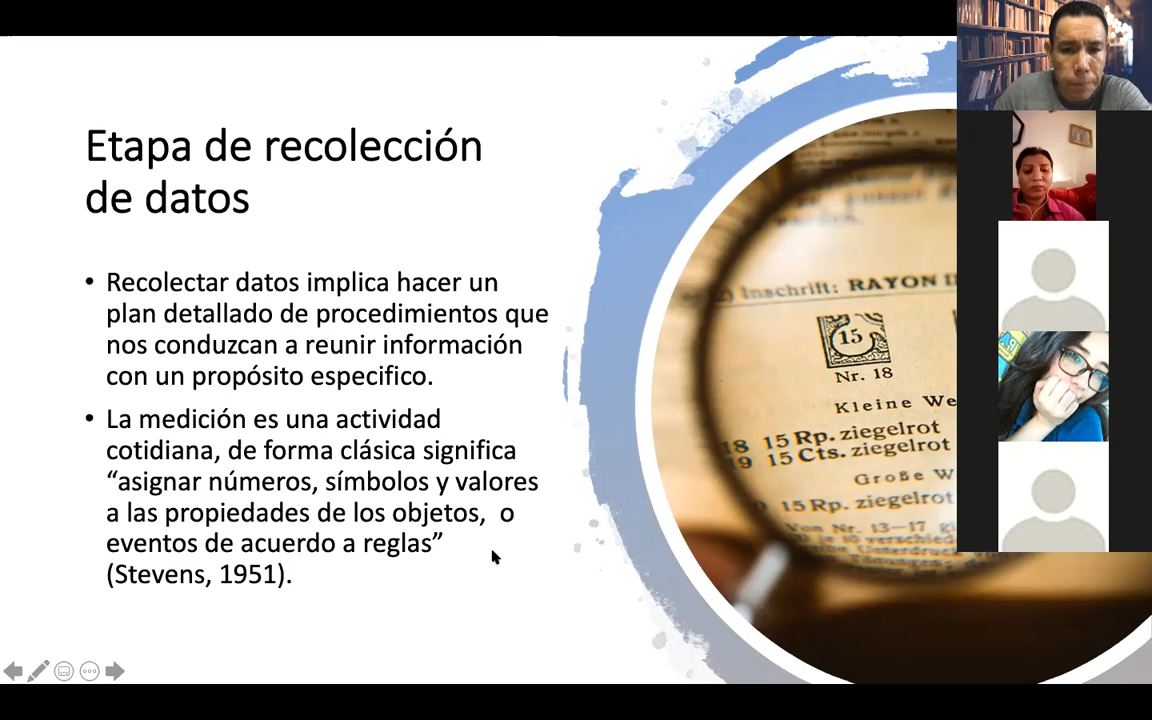 Etapa de recolección
de datos
• Recolectar datos implica hacer un
plan detallado de procedimientos que
nos conduzcan a reunir información
con un propósito especifico.
• La medición es una actividad
cotidiana, de forma clásica significa
“asignar números, símbolos y valores
a las propiedades de los objetos,  o
eventos de acuerdo a reglas”
(Stevens, 1951).
Inschrift: RAYON
15
Nr. 18
Kleine We
18 15 Rp. ziegelrot
19 15 Cts. ziegelrot
Große W
15 Rp. ziegelrot
Von Nr. 13—17